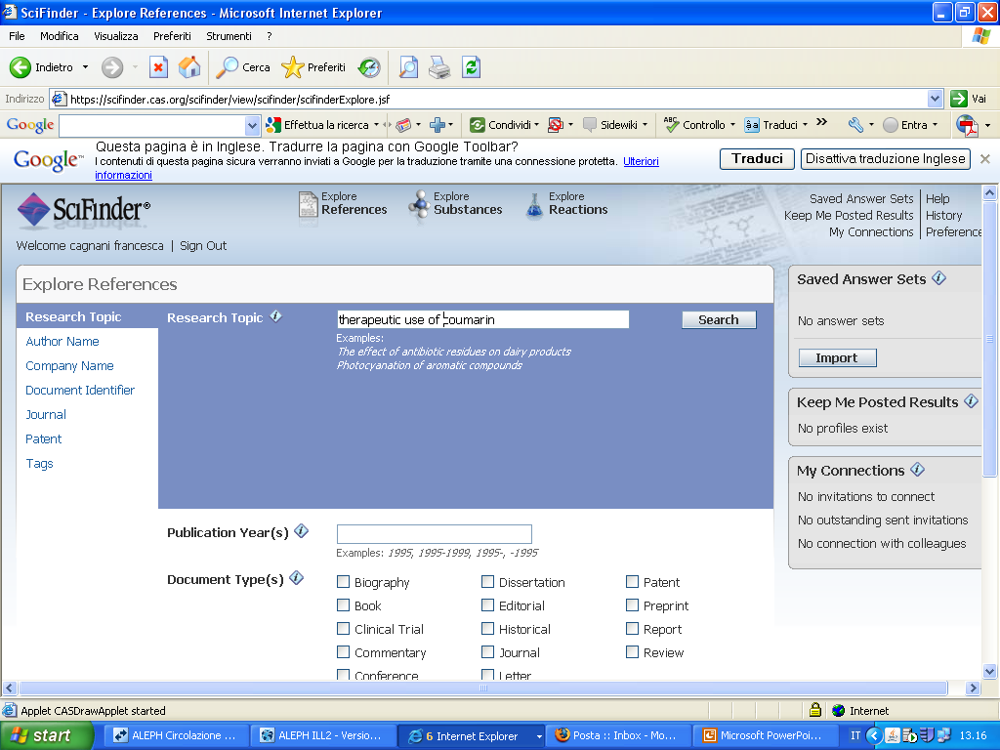 SciFinder - Explore References - Microsoft Internet Explorer
File Modifica Visualizza Preferiti Strumenti ?
Indietro Cerca Preferiti
Indirizzo https://scifinder.cas.org/scifinder/view/scifinder/scifinderExplore.jsf Vai
Google Effettua la ricerca Condividi Sidewiki ABC Controllo aă Traduci » Entra
Google™ Questa pagina è in Inglese. Tradurre la pagina con Google Toolbar?
I contenuti di questa pagina sicura verranno inviati a Google per la traduzione tramite una connessione protetta. Ulteriori
informazioni
Traduci Disattiva traduzione Inglese
SciFinder®
Explore References
Explore Substances
Explore Reactions
Saved Answer Sets Help
Keep Me Posted Results History
My Connections Preference
Welcome cagnani francesca | Sign Out
Explore References
Research Topic
Author Name
Company Name
Document Identifier
Journal
Patent
Tags
Research Topic therapeutic use of coumarin Search
Examples:
The effect of antibiotic residues on dairy products
Photocyanation of aromatic compounds
Publication Year(s)
Examples: 1995, 1995-1999, 1995-, -1995
Document Type(s)
Biography Dissertation Patent
Book Editorial Preprint
Clinical Trial Historical Report
Commentary Journal Review
Conference Letter
Saved Answer Sets
No answer sets
Import
Keep Me Posted Results
No profiles exist
My Connections
No invitations to connect
No outstanding sent invitations
No connection with colleagues
Applet CASDrawApplet started Internet
start ALEPH Circolazione ... ALEPH ILL2 - Versio... 6 Internet Explorer Posta :: Inbox - Mo... Microsoft PowerPoi... IT 13.16